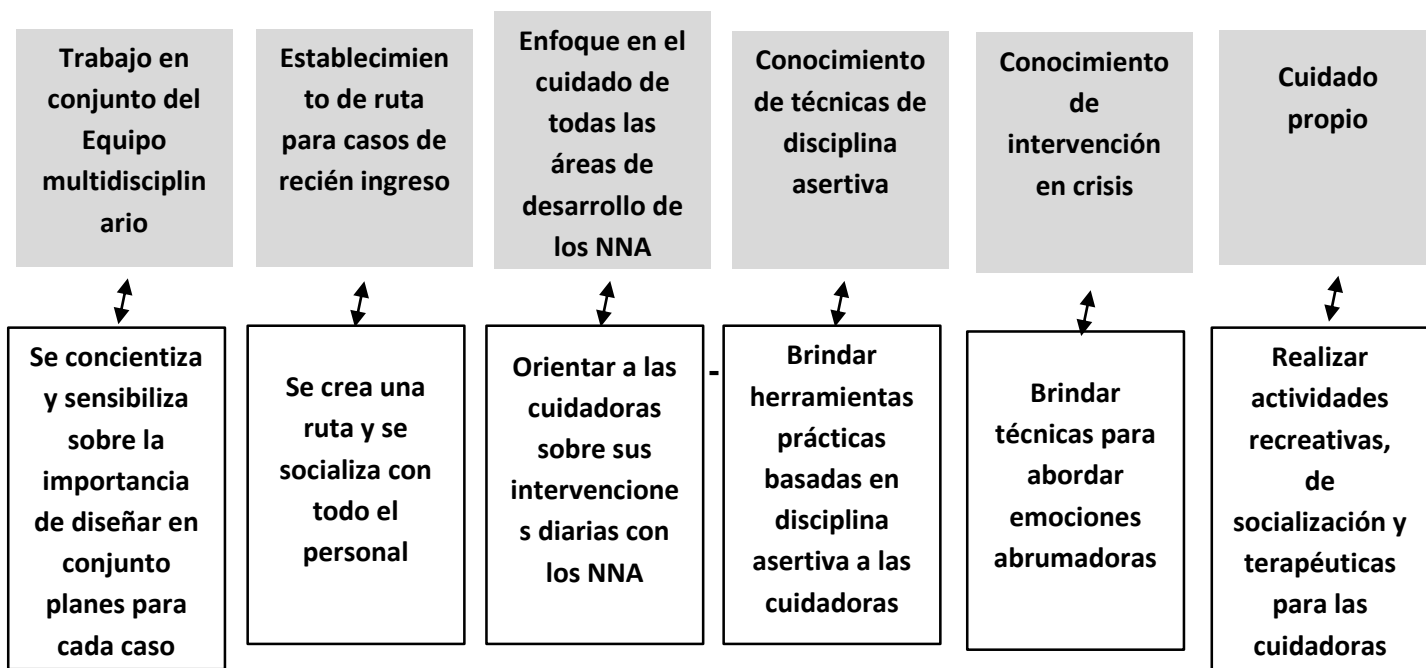 Trabajo en
conjunto del
Equipo
multidisciplin
ario
Establecimien
to de ruta
para casos de
recién ingreso
Enfoque en el
cuidado de
todas las
áreas de
desarrollo de
los NNA
Conocimiento
de técnicas de
disciplina
asertiva
Conocimiento
de
intervención
en crisis
Cuidado
propio
Se concientiza
y sensibiliza
sobre la
importancia
de diseñar en
conjunto
planes para
cada caso
Se crea una
ruta y se
socializa con
todo el
personal
Orientar a las
cuidadoras
sobre sus
intervencione
s diarias con
los NNA
-
Brindar
herramientas
prácticas
basadas en
disciplina
asertiva a las
cuidadoras
Brindar
técnicas para
abordar
emociones
abrumadoras
Realizar
actividades
recreativas,
de
socialización y
terapéuticas
para las
cuidadoras